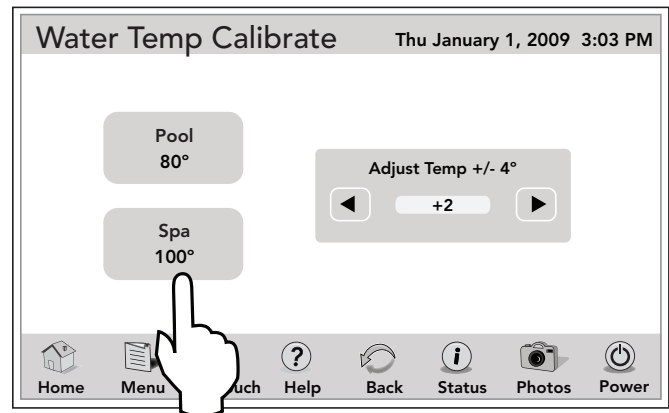 Water Temp Calibrate Thu January 1, 2009 3:03 PM
Pool
80°
Adjust Temp +/- 4°
+2
Spa
100°
?
i
Home Menu Help Back Status Photos Power